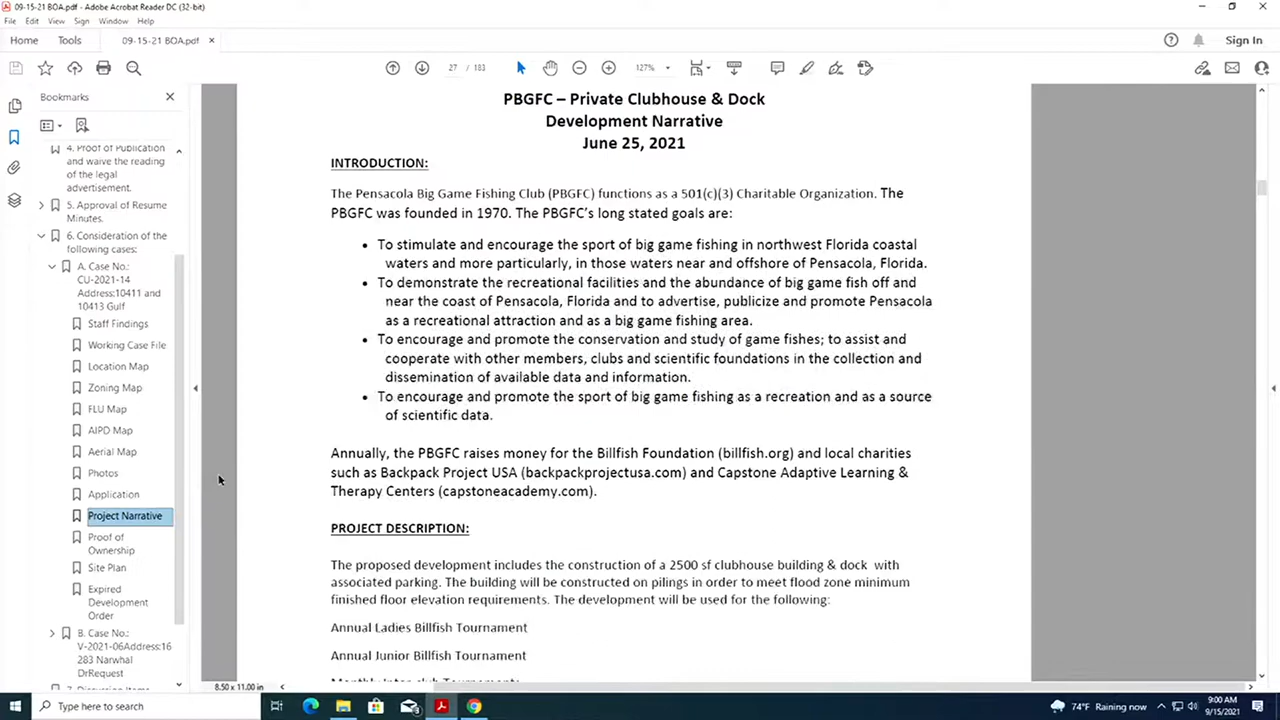 09-15-21 BOA.pdf - Adobe Acrobat Reader DC (32-bit)
File Edit View Sign Window Help
Home Tools 09-15-21 BOA.pdf × Sign In
27 / 183 127%
Bookmarks
4. Proof of Publication
and waive the reading
of the legal
advertisement.
5. Approval of Resume
Minutes.
6. Consideration of the
following cases:
A. Case No.:
CU-2021-14
Address:10411 and
10413 Gulf
Staff Findings
Working Case File
Location Map
Zoning Map
FLU Map
AIPD Map
Aerial Map
Photos
Application
Project Narrative
Proof of
Ownership
Site Plan
Expired
Development
Order
B. Case No.:
V-2021-06Address:16
283 Narwhal
DrRequest
7. Discussion Items
PBGFC – Private Clubhouse & Dock
Development Narrative
June 25, 2021
INTRODUCTION:
The Pensacola Big Game Fishing Club (PBGFC) functions as a 501(c)(3) Charitable Organization. The
PBGFC was founded in 1970. The PBGFC's long stated goals are:
• To stimulate and encourage the sport of big game fishing in northwest Florida coastal
waters and more particularly, in those waters near and offshore of Pensacola, Florida.
• To demonstrate the recreational facilities and the abundance of big game fish off and
near the coast of Pensacola, Florida and to advertise, publicize and promote Pensacola
as a recreational attraction and as a big game fishing area.
• To encourage and promote the conservation and study of game fishes; to assist and
cooperate with other members, clubs and scientific foundations in the collection and
dissemination of available data and information.
• To encourage and promote the sport of big game fishing as a recreation and as a source
of scientific data.
Annually, the PBGFC raises money for the Billfish Foundation (billfish.org) and local charities
such as Backpack Project USA (backpackprojectusa.com) and Capstone Adaptive Learning &
Therapy Centers (capstoneacademy.com).
PROJECT DESCRIPTION:
The proposed development includes the construction of a 2500 sf clubhouse building & dock with
associated parking. The building will be constructed on pilings in order to meet flood zone minimum
finished floor elevation requirements. The development will be used for the following:
Annual Ladies Billfish Tournament
Annual Junior Billfish Tournament
Monthly Inter-club Tournaments
8.50 x 11.00 in
Type here to search
74°F Raining now
9:00 AM
9/15/2021